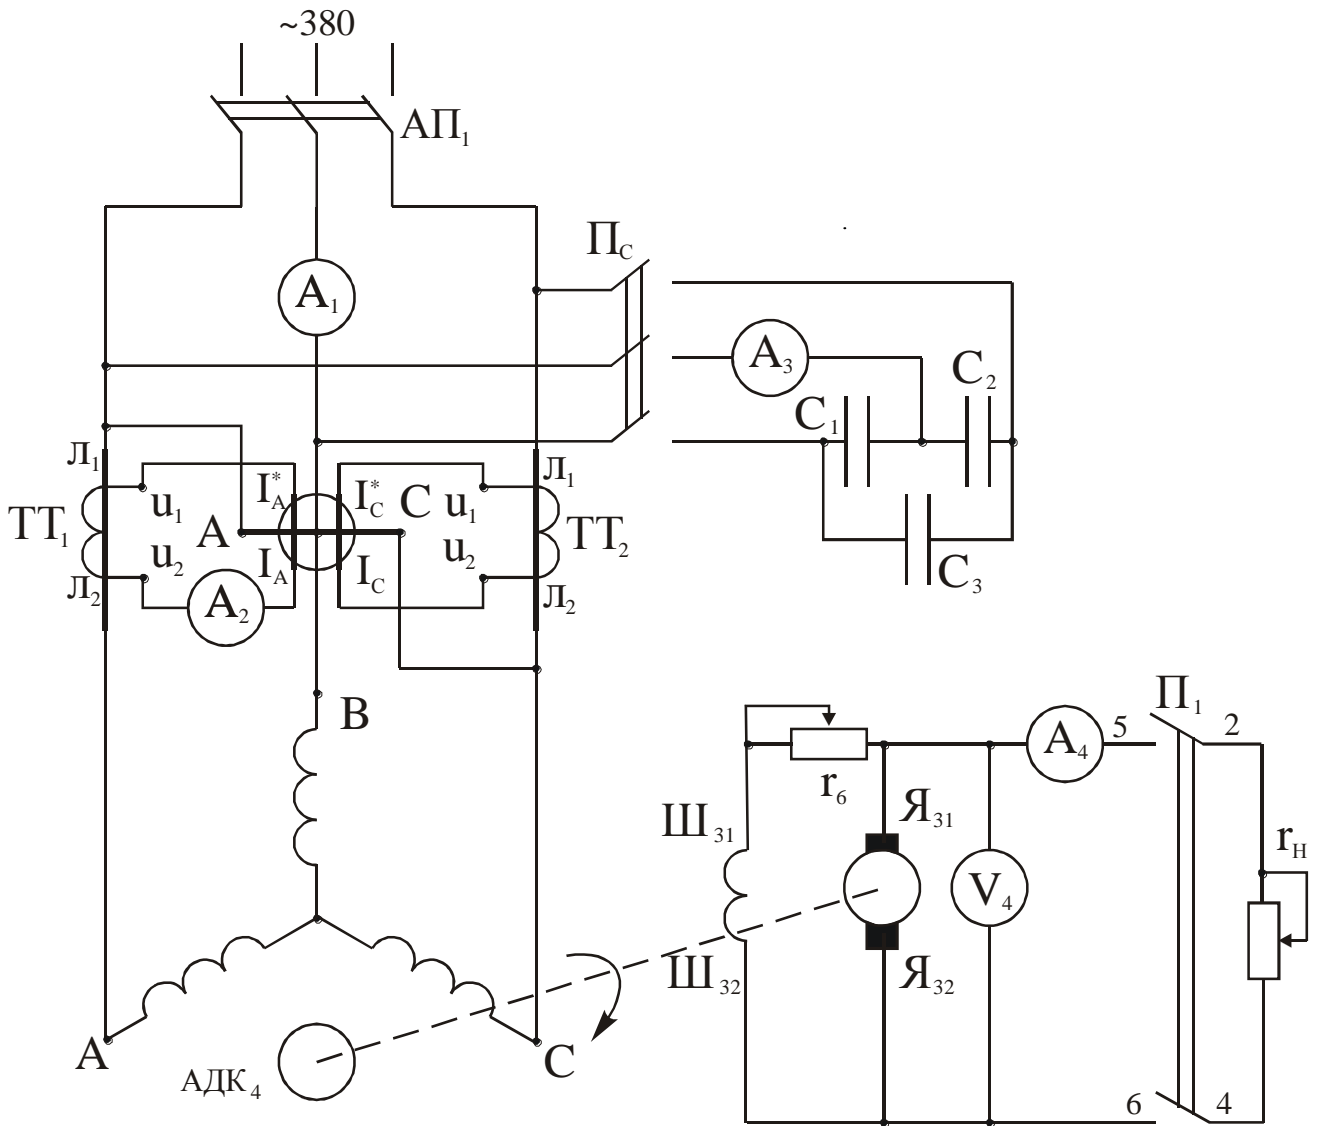 ~380
АП1
ПС
А1
А3
С2
С1
Л1
I*A
I*C
С
u1
Л1
u1
ТТ1
А
ТТ2
u2
u2
IA
IC
С3
Л2
А2
Л2
В
П1
А4
5
2
r6
Ш31
Я31
rН
V4
Ш32
Я32
А
С
АДК4
6
4